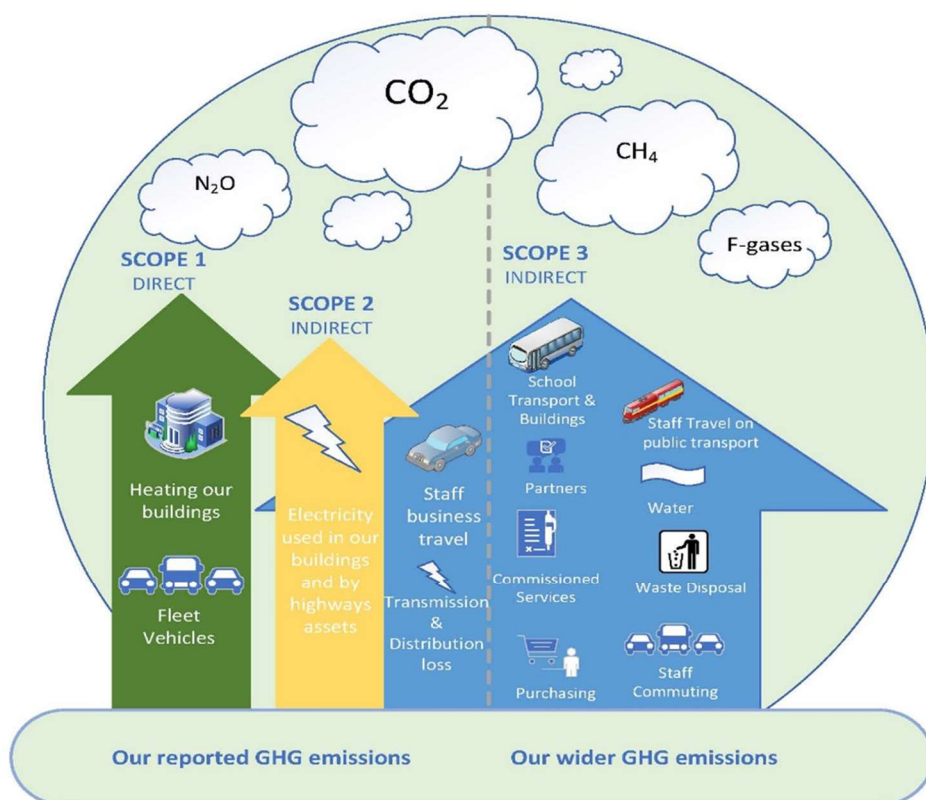 CO₂
CH₄
N₂O
F-gases
SCOPE 1
DIRECT
SCOPE 2
INDIRECT
SCOPE 3
INDIRECT
Heating our
buildings
Fleet
Vehicles
Electricity
used in our
buildings
and by
highways
assets
Staff
business
travel
Transmission
&
Distribution
loss
School
Transport &
Buildings
Partners
Commissioned
Services
Purchasing
Staff Travel on
public transport
Water
Waste Disposal
Staff
Commuting
Our reported GHG emissions
Our wider GHG emissions